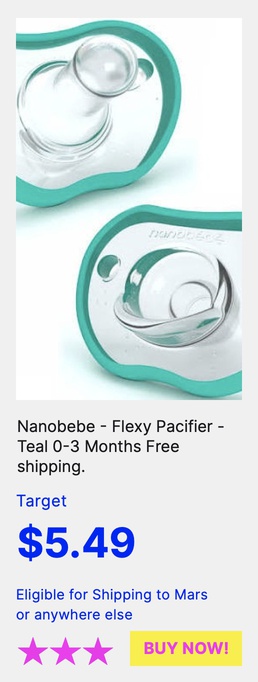 nanobébé
Nanobebe - Flexy Pacifier -
Teal 0-3 Months Free
shipping.
Target
$5.49
Eligible for Shipping to Mars
or anywhere else
BUY NOW!